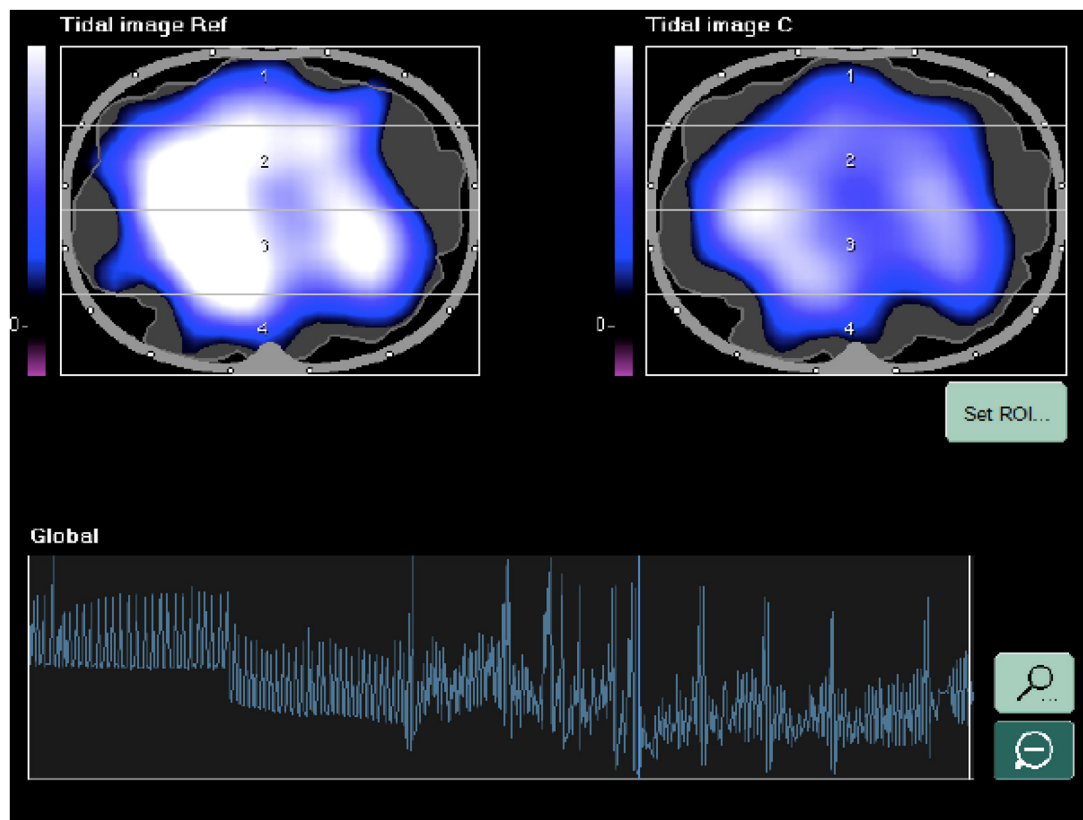 Tidal image Ref
Tidal image C
1
1
2
2
3
3
0-
4
0-
4
Set ROI...
Global
...